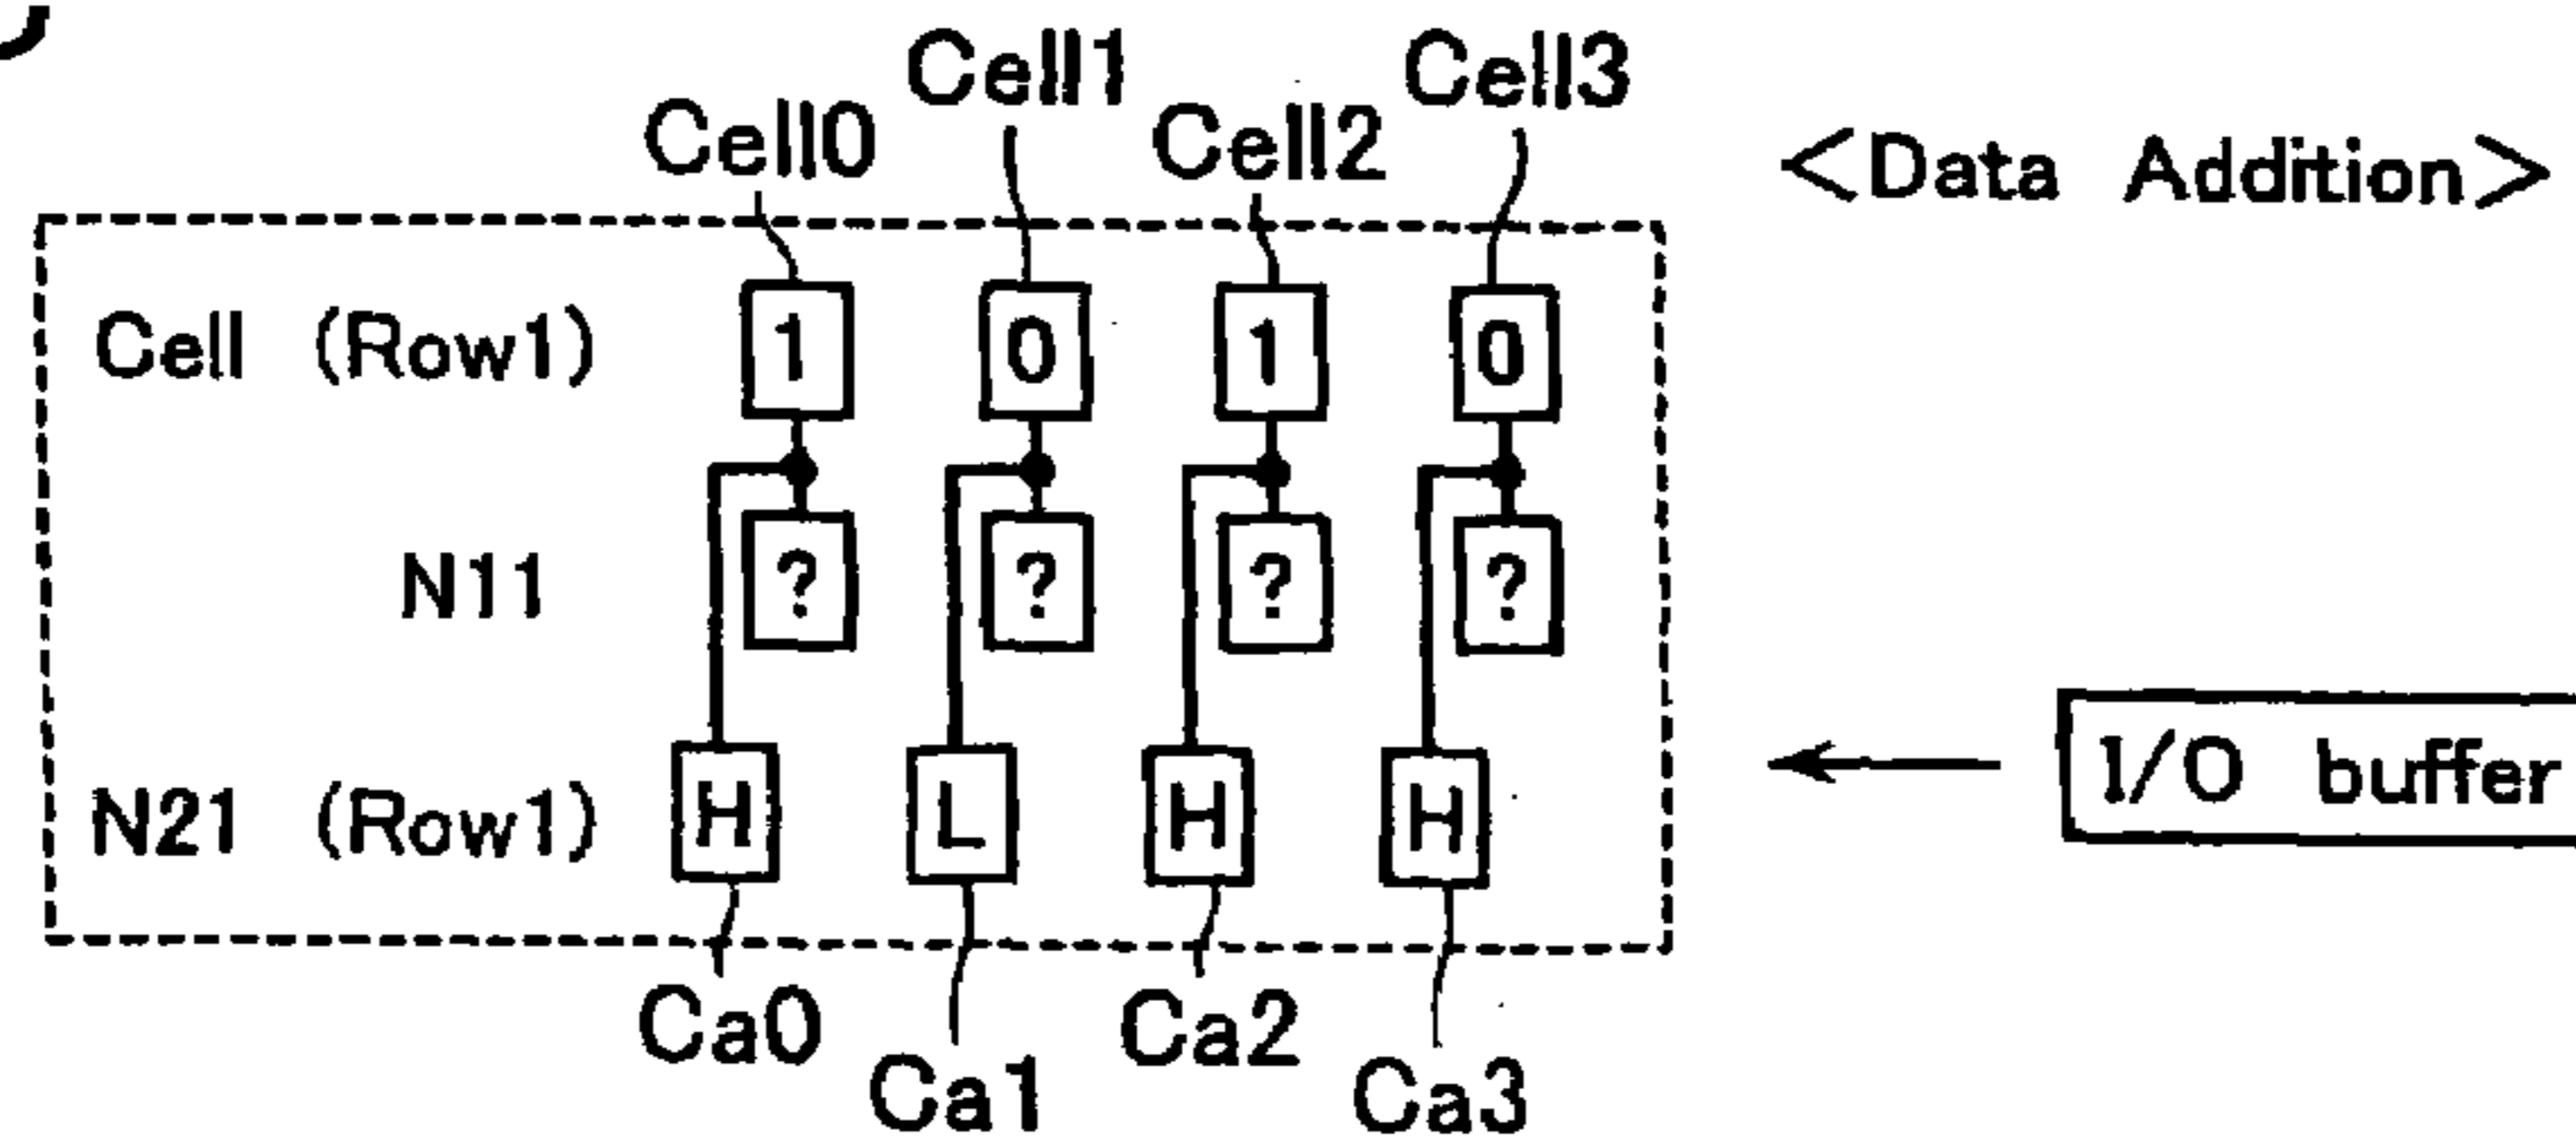 Cell0 Cell1 Cell2 Cell3
<Data Addition>
Cell (Row1) 1 0 1 0
N11 ? ? ? ?
N21 (Row1) H L H H
I/O buffer
Ca0 Ca1 Ca2 Ca3